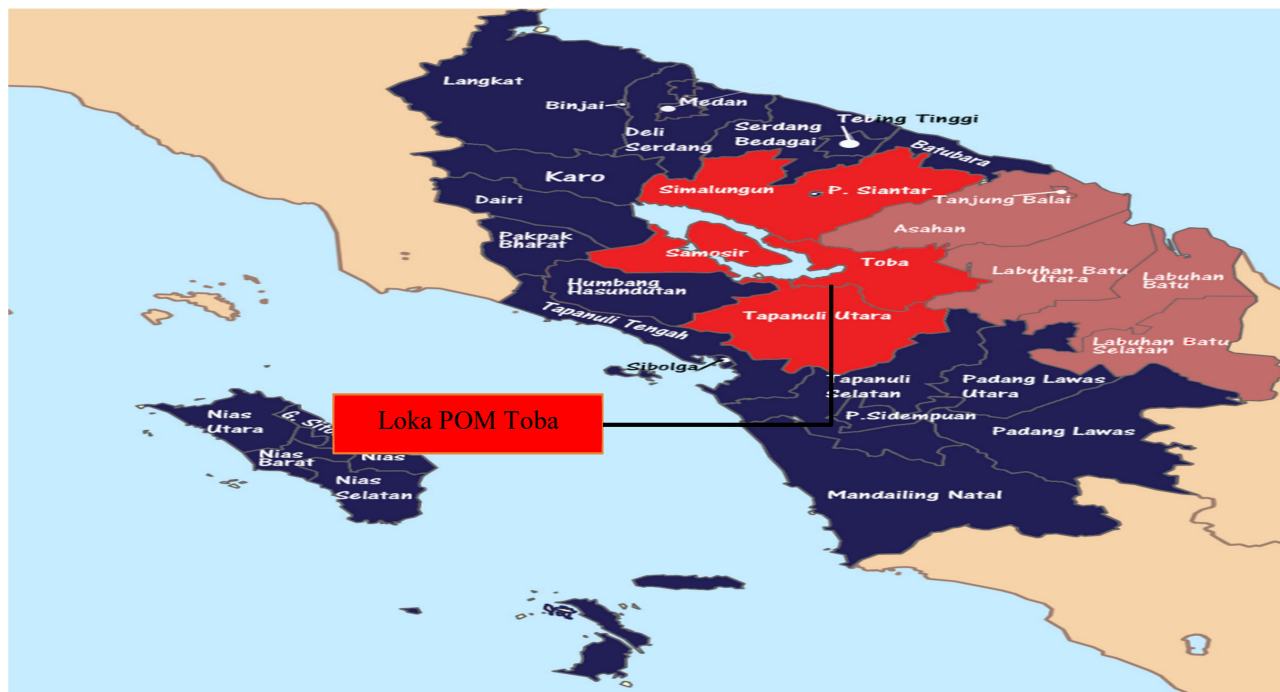 Langkat
Binjai
Medan
Deli
Serdang
Serdang
Bedagai
Tebing Tinggi
Batubara
Karo
Simalungun
P. Siantar
Dairi
Tanjung Balai
Asahan
Pakpak
Bharat
Samosir
Toba
Labuhan Batu
Utara
Labuhan
Batu
Humbang
Hasundutan
Tapanuli Tengah
Tapanuli Utara
Labuhan Batu
Selatan
Sibolga
Tapanuli
Selatan
Padang Lawas
Utara
P.Sidempuan
Padang Lawas
Loka POM Toba
Nias
Utara
G.
Nias
Barat
Nias
Nias
Selatan
Mandailing Natal